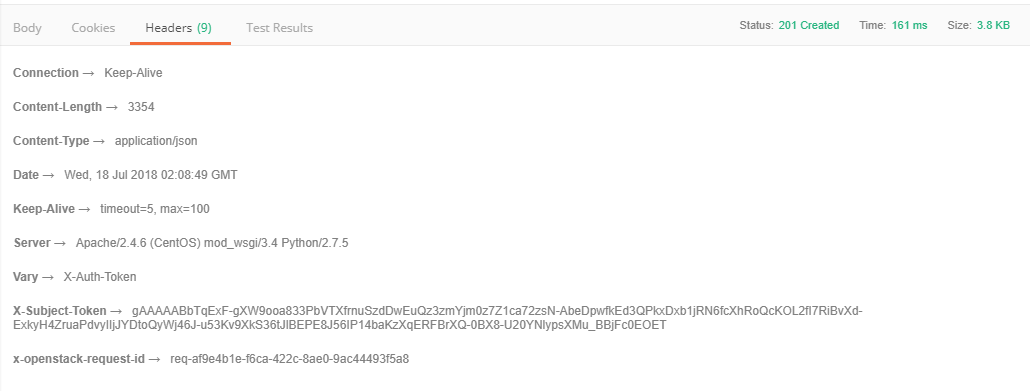 Body Cookies Headers (9) Test Results Status: 201 Created Time: 161 ms Size: 3.8 KB
Connection → Keep-Alive
Content-Length → 3354
Content-Type → application/json
Date → Wed, 18 Jul 2018 02:08:49 GMT
Keep-Alive → timeout=5, max=100
Server → Apache/2.4.6 (CentOS) mod_wsgi/3.4 Python/2.7.5
Vary → X-Auth-Token
X-Subject-Token → gAAAAABbTqExF-gXW9ooa833PbVTXfrnuSzdDwEuQz3zmYjm0z7Z1ca72zsN-AbeDpwfkEd3QPkxDxb1jRN6fcXhRoQcKOL2fI7RiBvXd-
ExkyH4ZruaPdvyIljJYDtoQyWj46J-u53Kv9XkS36tJIBEPE8J56IP14baKzXqERFBrXQ-0BX8-U20YNlypsXMu_BBjFc0EOET
x-openstack-request-id → req-af9e4b1e-f6ca-422c-8ae0-9ac44493f5a8